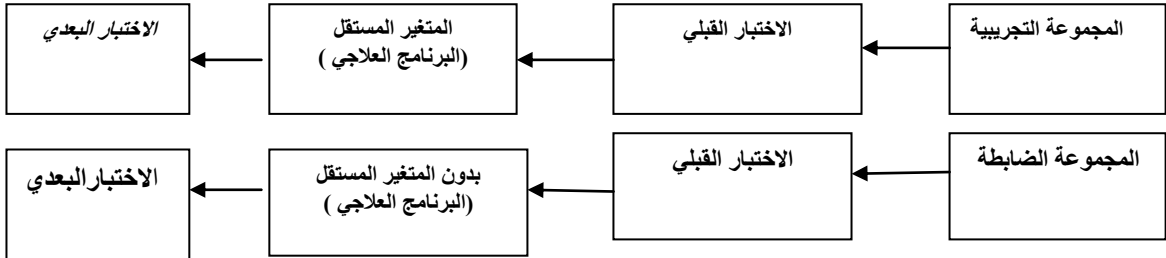 المجموعة التجريبية
الاختبار القبلي
المتغير المستقل
(البرنامج العلاجي )
الاختبار البعدي
المجموعة الضابطة
الاختبار القبلي
بدون المتغير المستقل
(البرنامج العلاجي )
الاختبارالبعدي